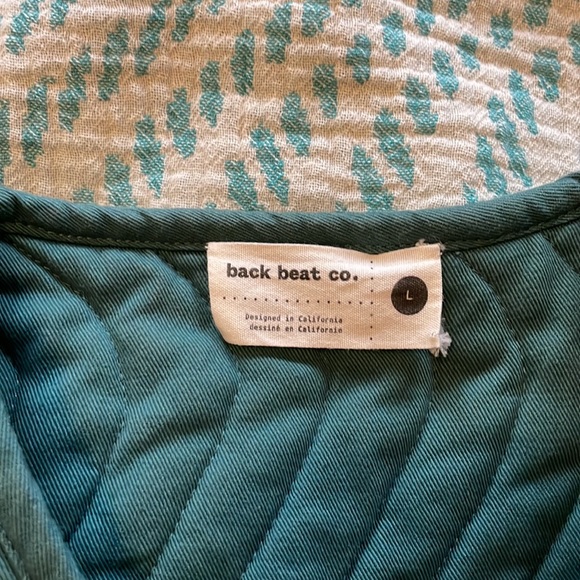 back beat co.
L
Designed in California
dessiné en Californie